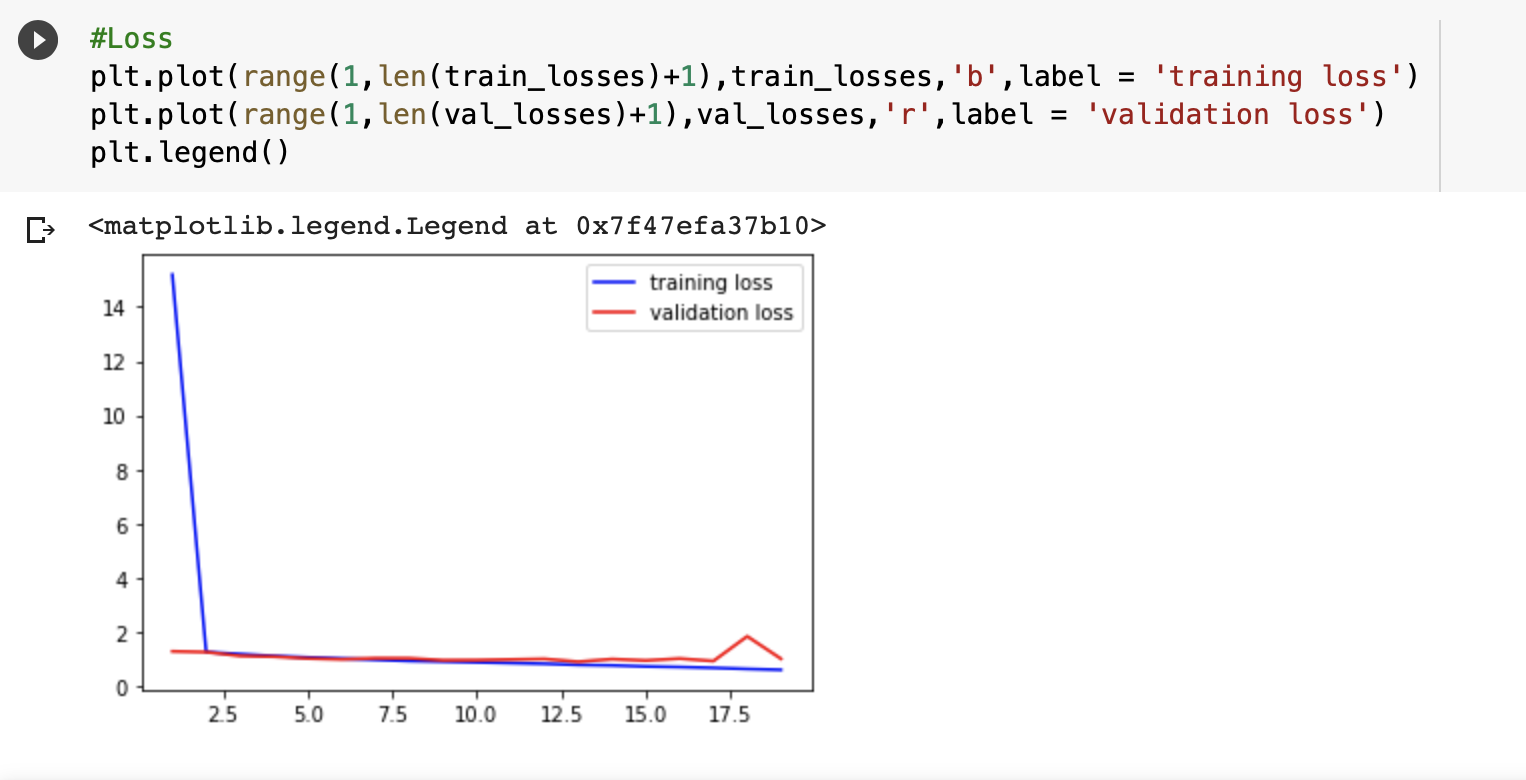 #Loss
plt.plot(range(1,len(train_losses)+1),train_losses,'b',label = 'training loss')
plt.plot(range(1,len(val_losses)+1),val_losses,'r',label = 'validation loss')
plt.legend()
<matplotlib.legend.Legend at 0x7f47efa37b10>
training loss
validation loss
14
12
10
8
6
4
2
0
2.5 5.0 7.5 10.0 12.5 15.0 17.5